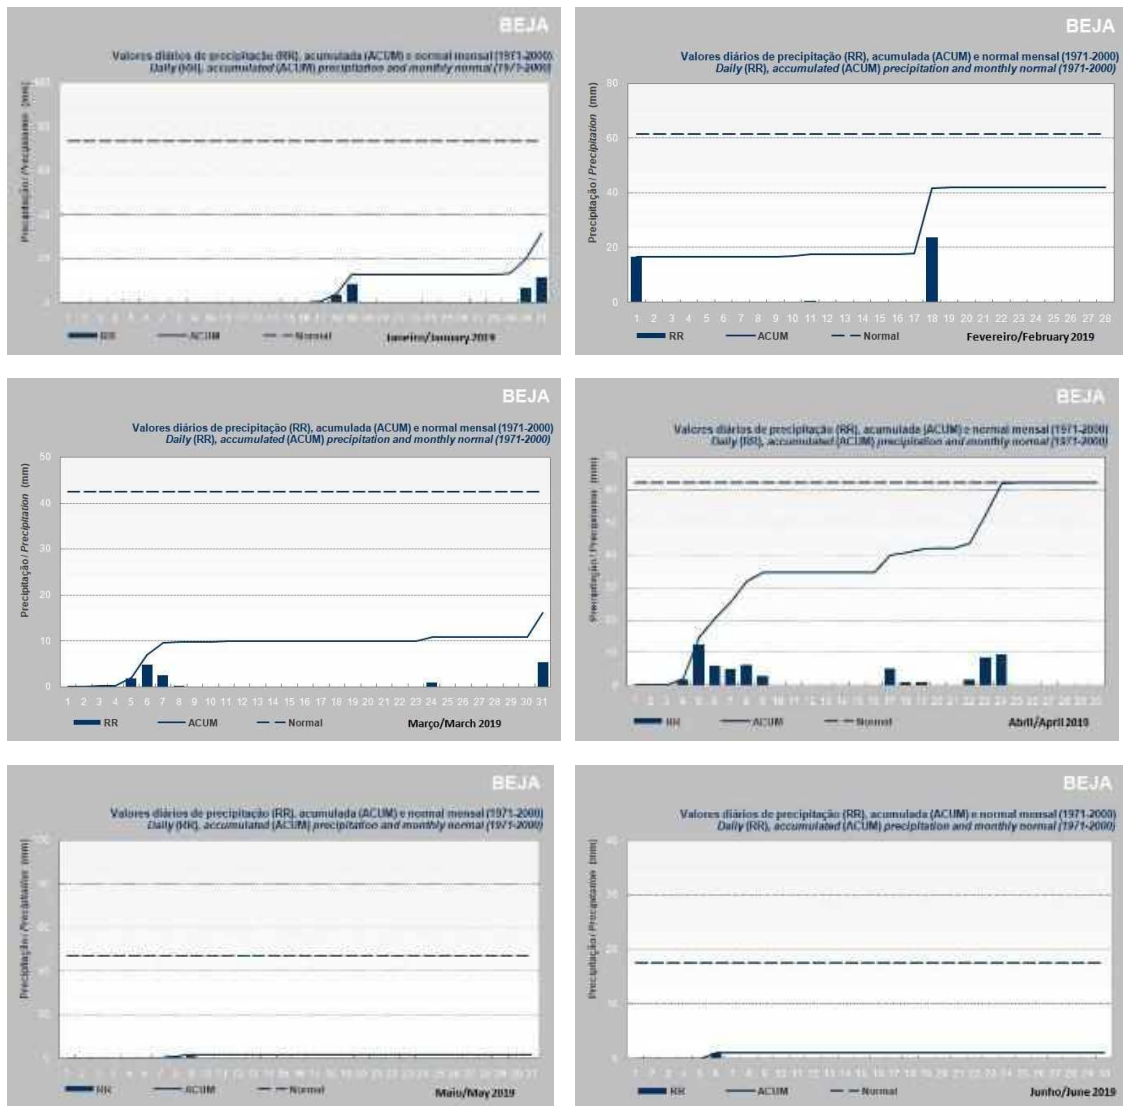 BEJA
Valores diários de precipitação (RR), acumulada (ACUM) e normal mensal (1971-2000)
Daily (RR), accumulated (ACUM) precipitation and monthly normal (1971-2000)
Precipitação / Precipitation (mm)
RR ACUM Normal
Janeiro/January 2019
BEJA
Valores diários de precipitação (RR), acumulada (ACUM) e normal mensal (1971-2000)
Daily (RR), accumulated (ACUM) precipitation and monthly normal (1971-2000)
Precipitação / Precipitation (mm)
80
60
40
20
0
1 2 3 4 5 6 7 8 9 10 11 12 13 14 15 16 17 18 19 20 21 22 23 24 25 26 27 28
RR ACUM Normal
Fevereiro/February 2019
BEJA
Valores diários de precipitação (RR), acumulada (ACUM) e normal mensal (1971-2000)
Daily (RR), accumulated (ACUM) precipitation and monthly normal (1971-2000)
Precipitação / Precipitation (mm)
50
40
30
20
10
0
1 2 3 4 5 6 7 8 9 10 11 12 13 14 15 16 17 18 19 20 21 22 23 24 25 26 27 28 29 30 31
RR ACUM Normal
Março/March 2019
BEJA
Valores diários de precipitação (RR), acumulada (ACUM) e normal mensal (1971-2000)
Daily (RR), accumulated (ACUM) precipitation and monthly normal (1971-2000)
Precipitação / Precipitation (mm)
RR ACUM Normal
Abril/April 2019
BEJA
Valores diários de precipitação (RR), acumulada (ACUM) e normal mensal (1971-2000)
Daily (RR), accumulated (ACUM) precipitation and monthly normal (1971-2000)
Precipitação / Precipitation (mm)
RR ACUM Normal
Maio/May 2019
BEJA
Valores diários de precipitação (RR), acumulada (ACUM) e normal mensal (1971-2000)
Daily (RR), accumulated (ACUM) precipitation and monthly normal (1971-2000)
Precipitação / Precipitation (mm)
RR ACUM Normal
Junho/June 2019